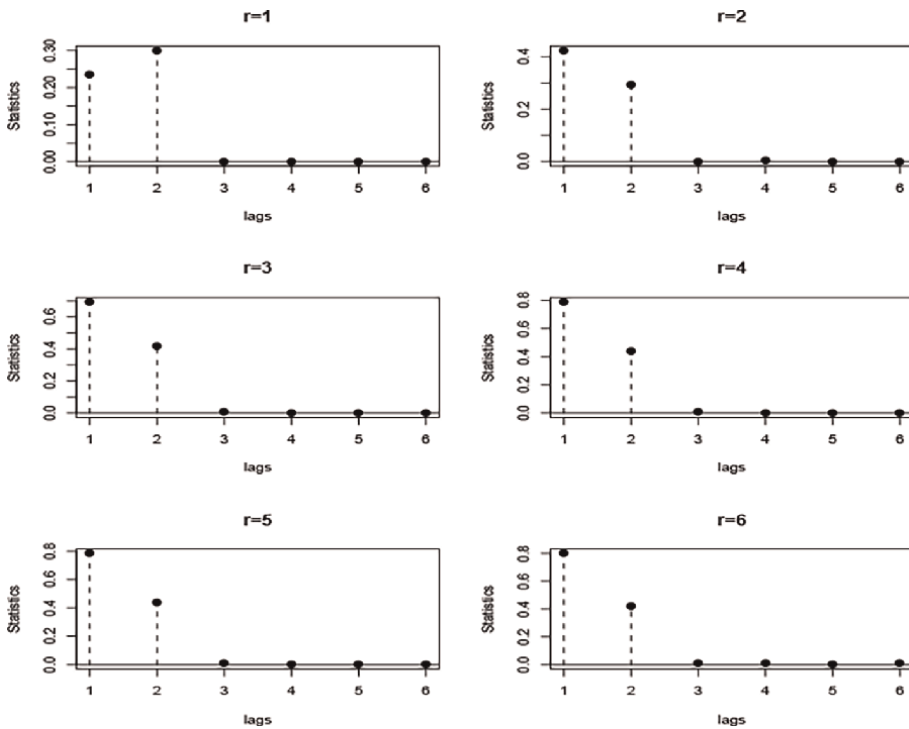 r=1
Statistics
0.00 0.10 0.20 0.30
1 2 3 4 5 6
lags
r=2
Statistics
0.0 0.2 0.4
1 2 3 4 5 6
lags
r=3
Statistics
0.0 0.2 0.4 0.6
1 2 3 4 5 6
lags
r=4
Statistics
0.0 0.2 0.4 0.6 0.8
1 2 3 4 5 6
lags
r=5
Statistics
0.0 0.2 0.4 0.6 0.8
1 2 3 4 5 6
lags
r=6
Statistics
0.0 0.2 0.4 0.6 0.8
1 2 3 4 5 6
lags